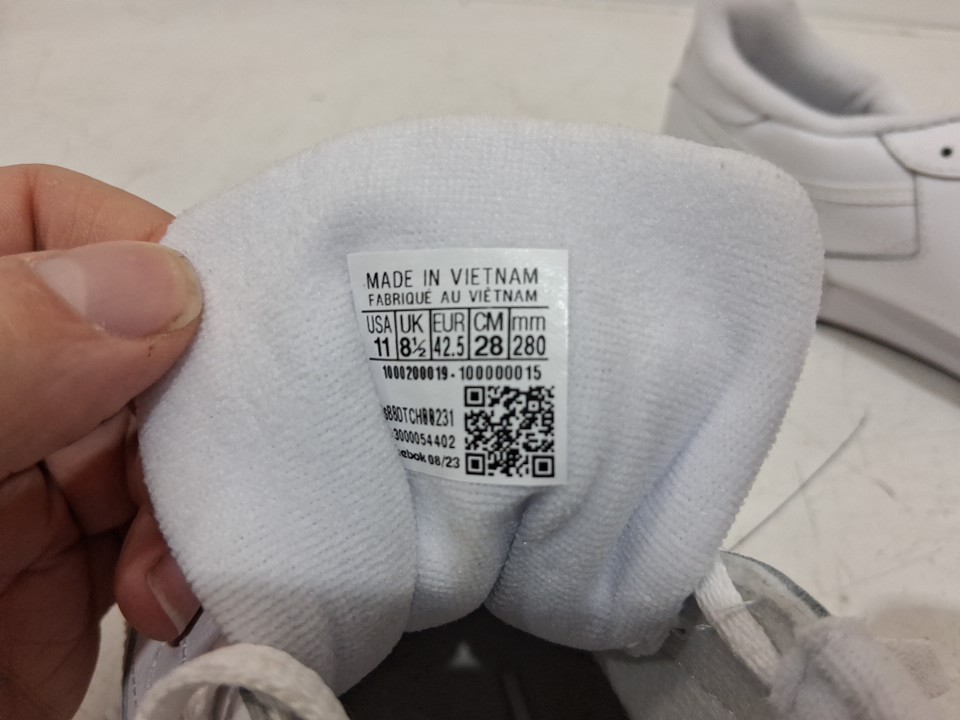 MADE IN VIETNAM
FABRIQUÉ AU VIÊTNAM
USA UK EUR CM mm
11 8½ 42.5 28 280
1000200019-100000015
3000054402
08/23